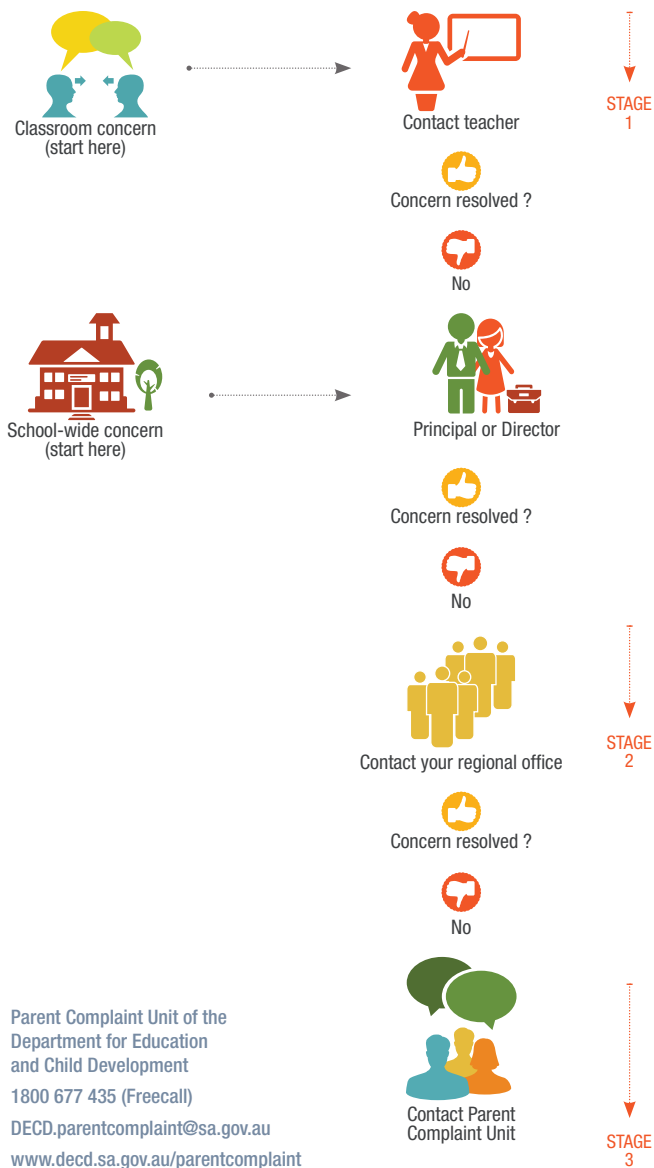 Classroom concern
(start here)
Contact teacher
STAGE
1
Concern resolved ?
No
School-wide concern
(start here)
Principal or Director
Concern resolved ?
No
Contact your regional office
STAGE
2
Concern resolved ?
No
Parent Complaint Unit of the
Department for Education
and Child Development
1800 677 435 (Freecall)
DECD.parentcomplaint@sa.gov.au
www.decd.sa.gov.au/parentcomplaint
Contact Parent
Complaint Unit
STAGE
3